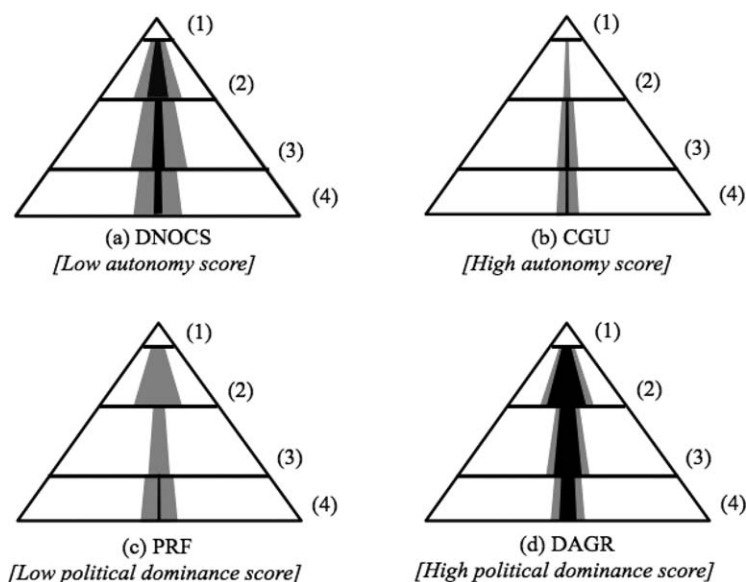 (1) (1)
(2) (2)
(3) (3)
(4) (4)
(a) DNOCS (b) CGU
[Low autonomy score] [High autonomy score]
(1) (1)
(2) (2)
(3) (3)
(4) (4)
(c) PRF (d) DAGR
[Low political dominance score] [High political dominance score]